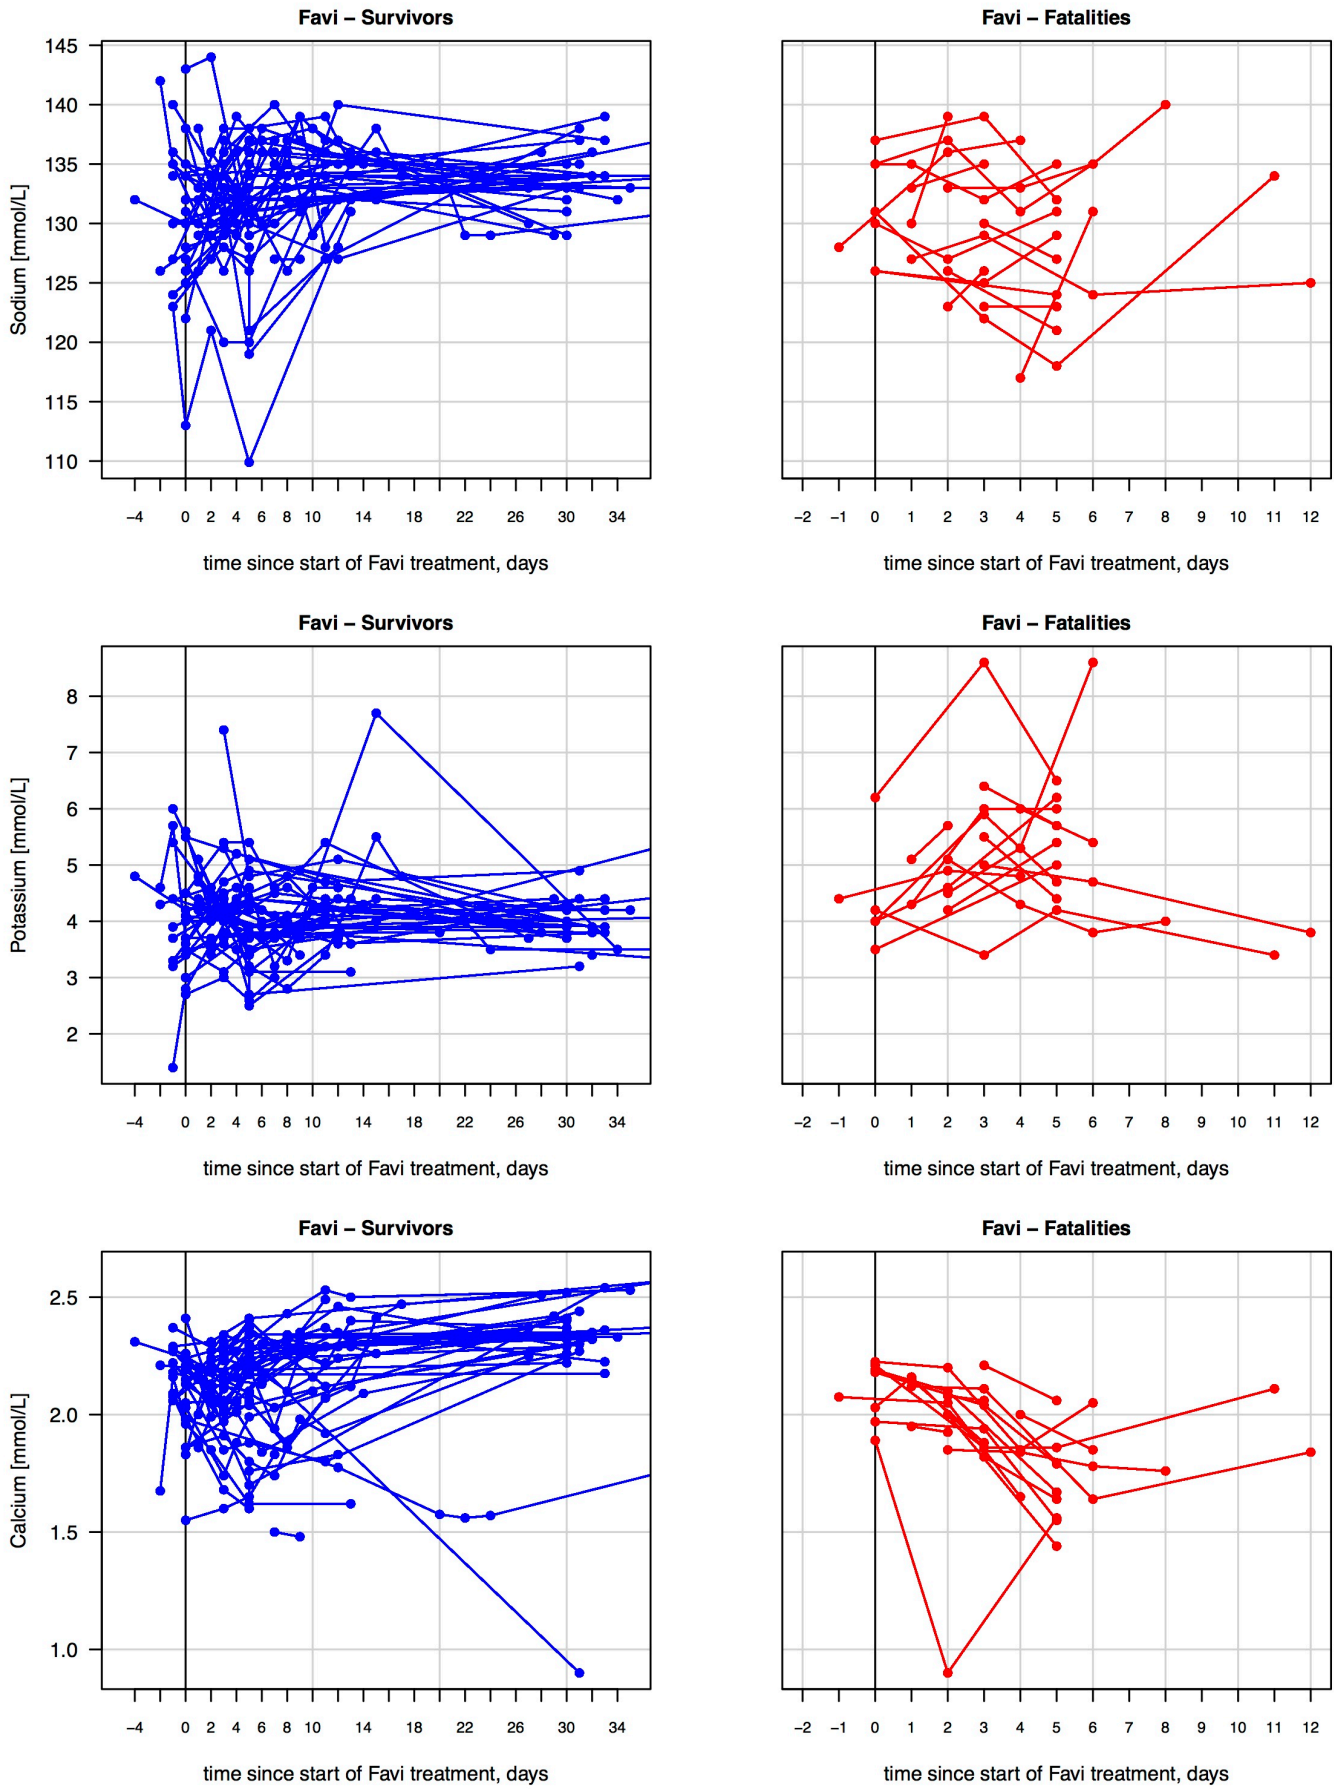 Favi – Survivors
Favi – Fatalities
145
140
135
130
125
120
115
110
Sodium [mmol/L]
−4 0 2 4 6 8 10 14 18 22 26 30 34
−2 −1 0 1 2 3 4 5 6 7 8 9 10 11 12
time since start of Favi treatment, days
time since start of Favi treatment, days
Favi – Survivors
Favi – Fatalities
8
7
6
5
4
3
2
Potassium [mmol/L]
−4 0 2 4 6 8 10 14 18 22 26 30 34
−2 −1 0 1 2 3 4 5 6 7 8 9 10 11 12
time since start of Favi treatment, days
time since start of Favi treatment, days
Favi – Survivors
Favi – Fatalities
2.5
2.0
1.5
1.0
Calcium [mmol/L]
−4 0 2 4 6 8 10 14 18 22 26 30 34
−2 −1 0 1 2 3 4 5 6 7 8 9 10 11 12
time since start of Favi treatment, days
time since start of Favi treatment, days